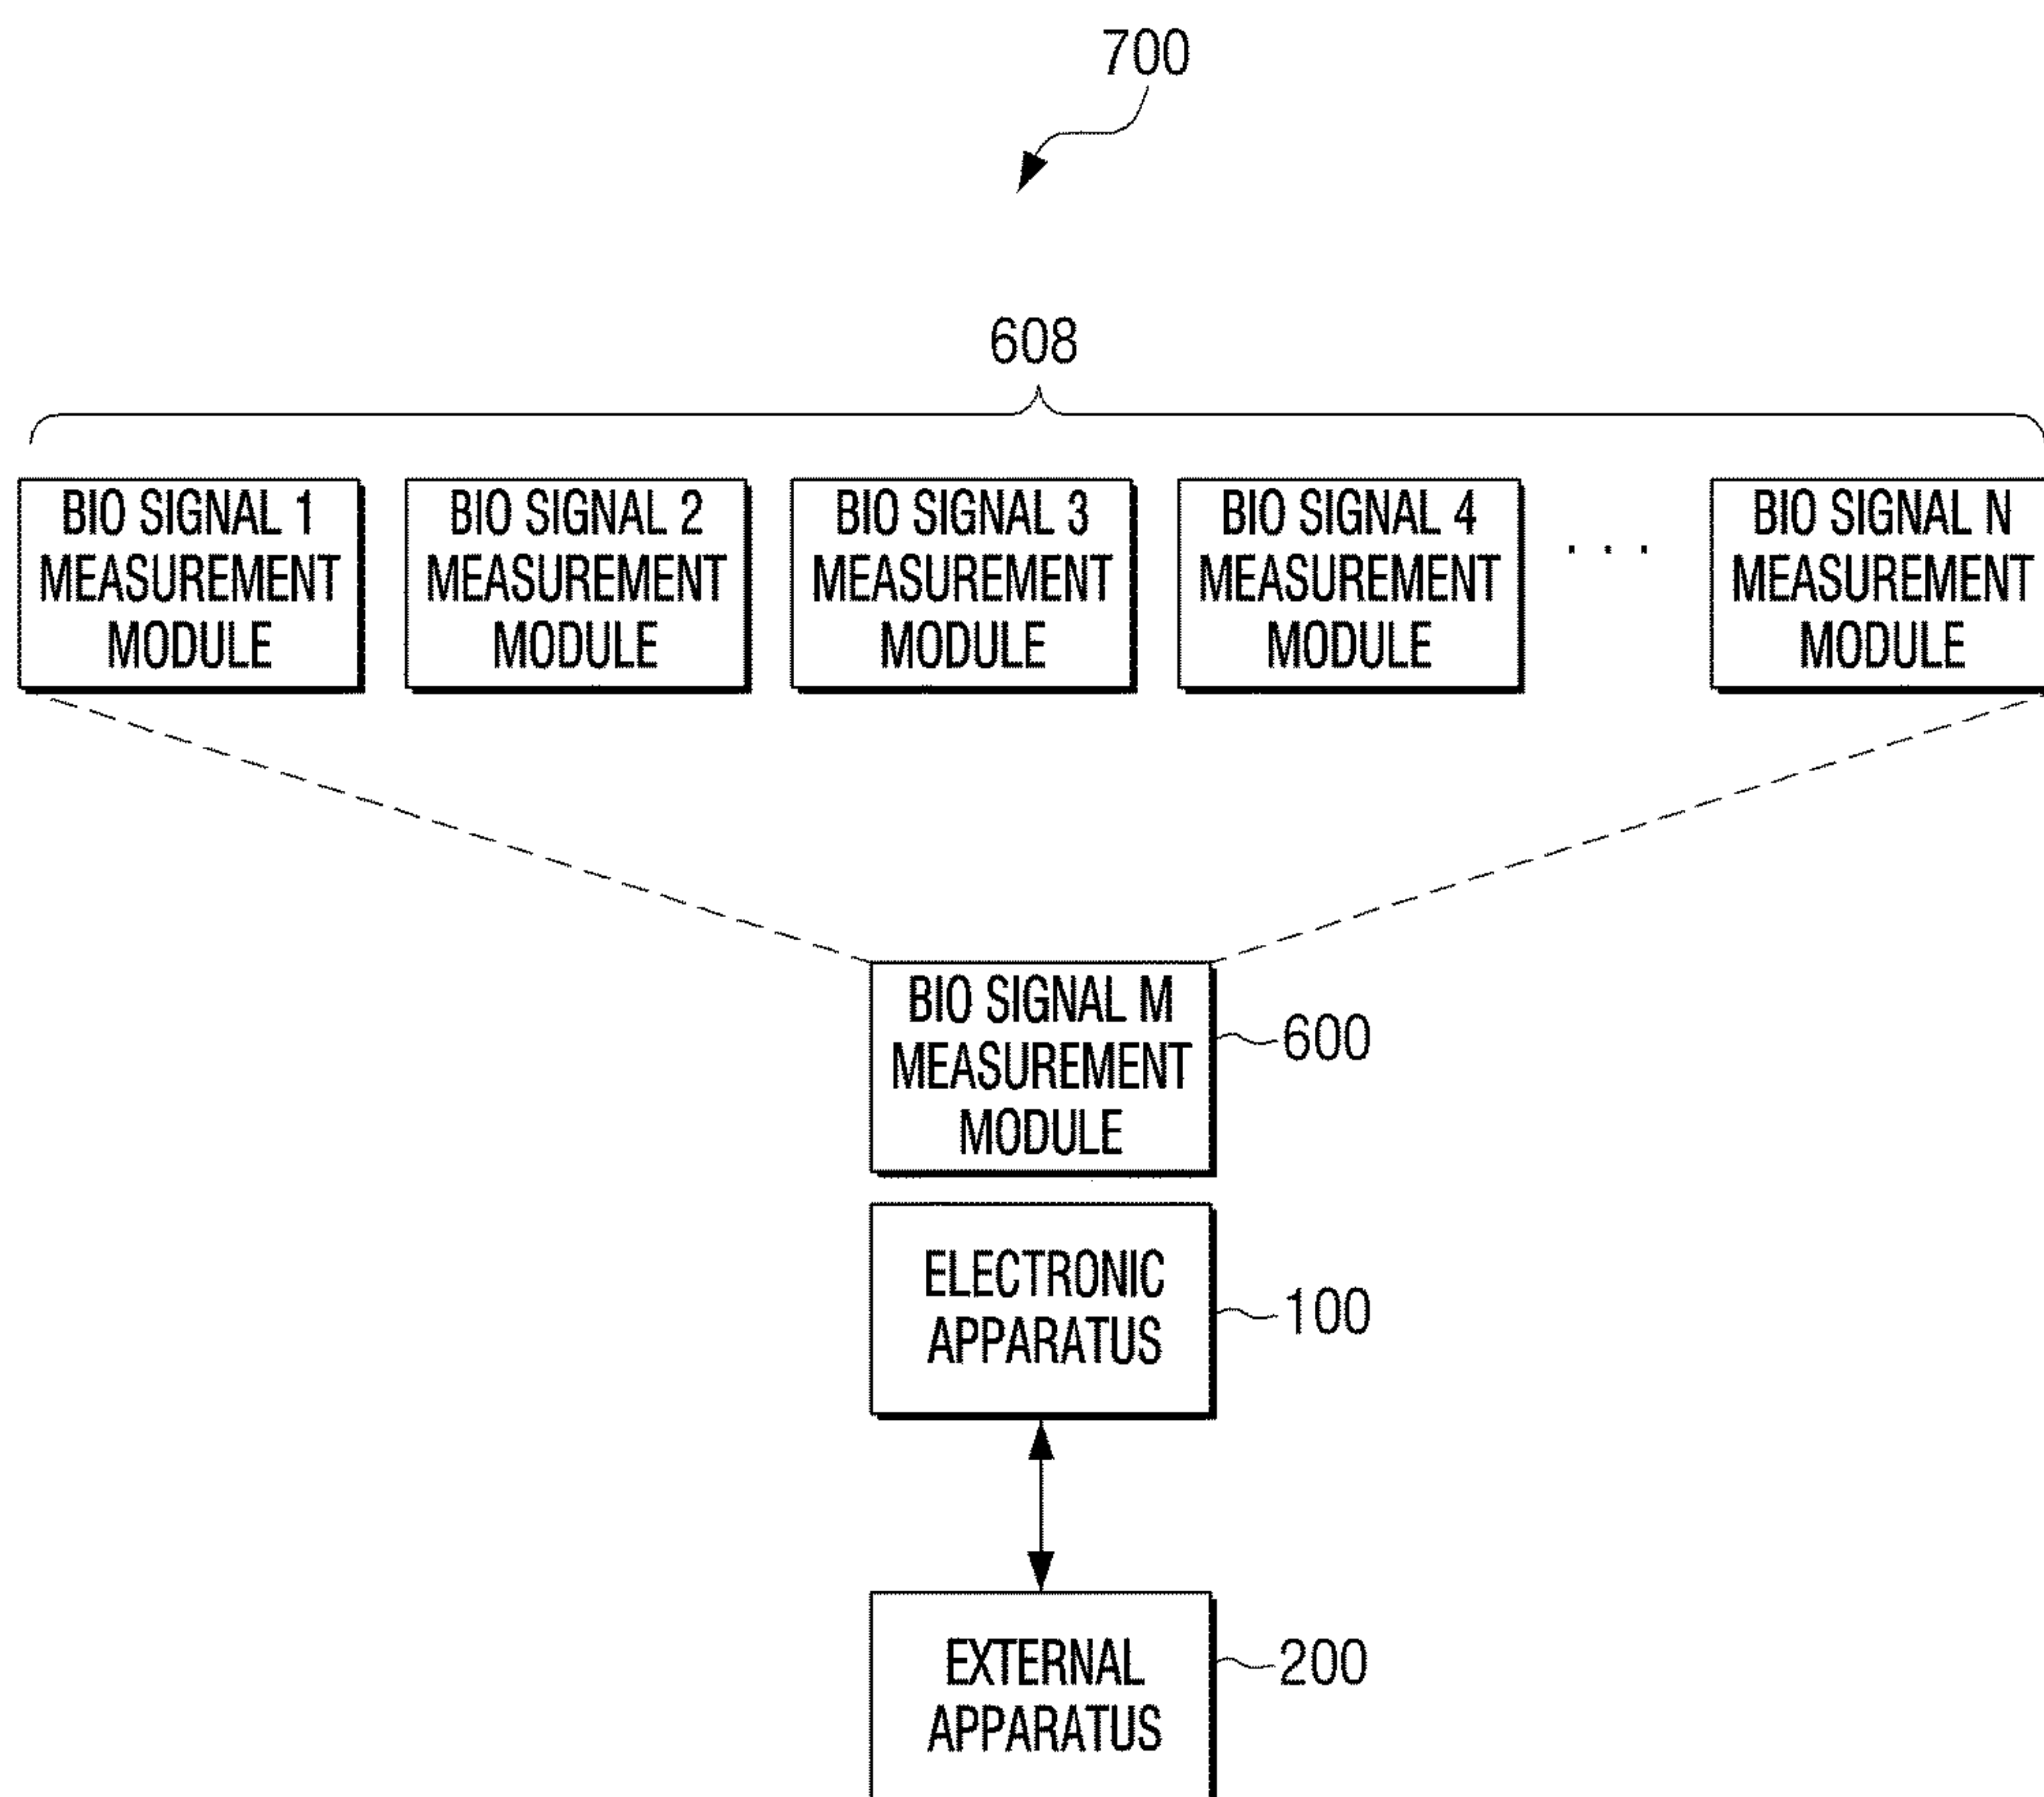 700
608
BIO SIGNAL 1
MEASUREMENT
MODULE
BIO SIGNAL 2
MEASUREMENT
MODULE
BIO SIGNAL 3
MEASUREMENT
MODULE
BIO SIGNAL 4
MEASUREMENT
MODULE
. . .
BIO SIGNAL N
MEASUREMENT
MODULE
BIO SIGNAL M
MEASUREMENT
MODULE
600
ELECTRONIC
APPARATUS
100
EXTERNAL
APPARATUS
200